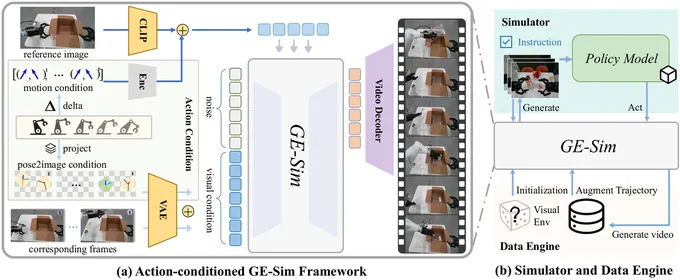 reference image
CLIP
[( , ), ... ( , )]
motion condition
Enc
Δ delta
project
pose2image condition
...
Action Condition
VAE
...
corresponding frames
noise
visual condition
GE-Sim
Video Decoder
(a) Action-conditioned GE-Sim Framework
Simulator
Instruction
Policy Model
Generate
Act
GE-Sim
Initialization
Augment Trajectory
?
Visual
Env
Generate video
Data Engine
(b) Simulator and Data Engine